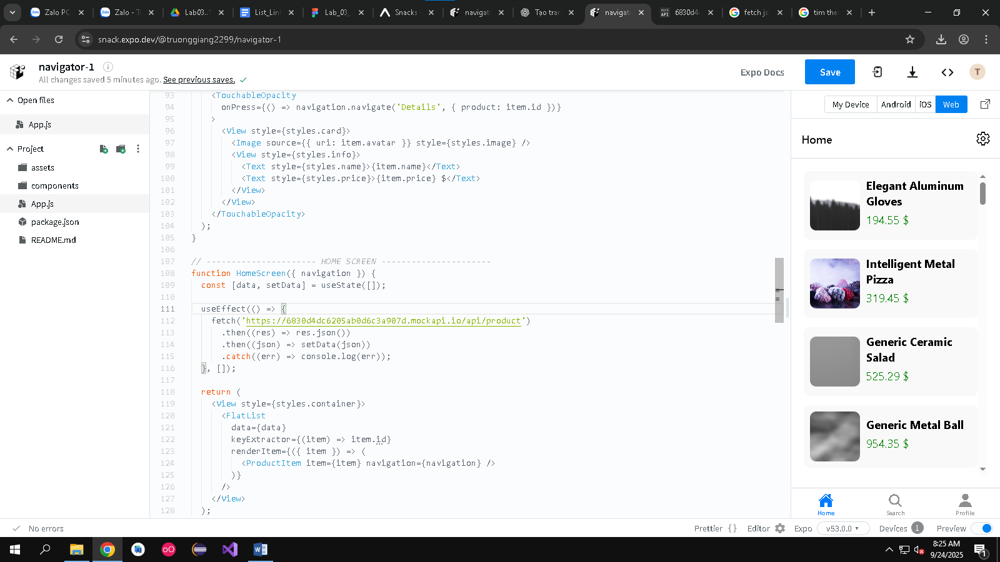 Zalo PC
Zalo - T
Lab03..1
List_Lin
Lab_03_
Snacks
navigat
Tạo tran
navigat
6830d4
fetch js
tim the
snack.expo.dev/@truonggiang2299/navigator-1
navigator-1
All changes saved 5 minutes ago. See previous saves.
Expo Docs
Save
T
Open files
App.js
Project
assets
components
App.js
package.json
README.md
93 <TouchableOpacity
94 onPress={() => navigation.navigate('Details', { product: item.id })}
95 >
96 <View style={styles.card}>
97 <Image source={{ uri: item.avatar }} style={styles.image} />
98 <View style={styles.info}>
99 <Text style={styles.name}>{item.name}</Text>
100 <Text style={styles.price}>{item.price} $</Text>
101 </View>
102 </View>
103 </TouchableOpacity>
104 );
105 }
106
107 // ---------------------- HOME SCREEN ----------------------
108 function HomeScreen({ navigation }) {
109 const [data, setData] = useState([]);
110
111 useEffect(() => {
112 fetch('https://6830d4dc6205ab0d6c3a907d.mockapi.io/api/product')
113 .then((res) => res.json())
114 .then((json) => setData(json))
115 .catch((err) => console.log(err));
116 }, []);
117
118 return (
119 <View style={styles.container}>
120 <FlatList
121 data={data}
122 keyExtractor={(item) => item.id}
123 renderItem={({ item }) => (
124 <ProductItem item={item} navigation={navigation} />
125 )}
126 />
127 </View>
128 );
My Device
Android
iOS
Web
Home
Elegant Aluminum
Gloves
194.55 $
Intelligent Metal
Pizza
319.45 $
Generic Ceramic
Salad
525.29 $
Generic Metal Ball
954.35 $
Home
Search
Profile
No errors
Prettier
Editor
Expo
v53.0.0
Devices
1
Preview
8:25 AM
9/24/2025
1